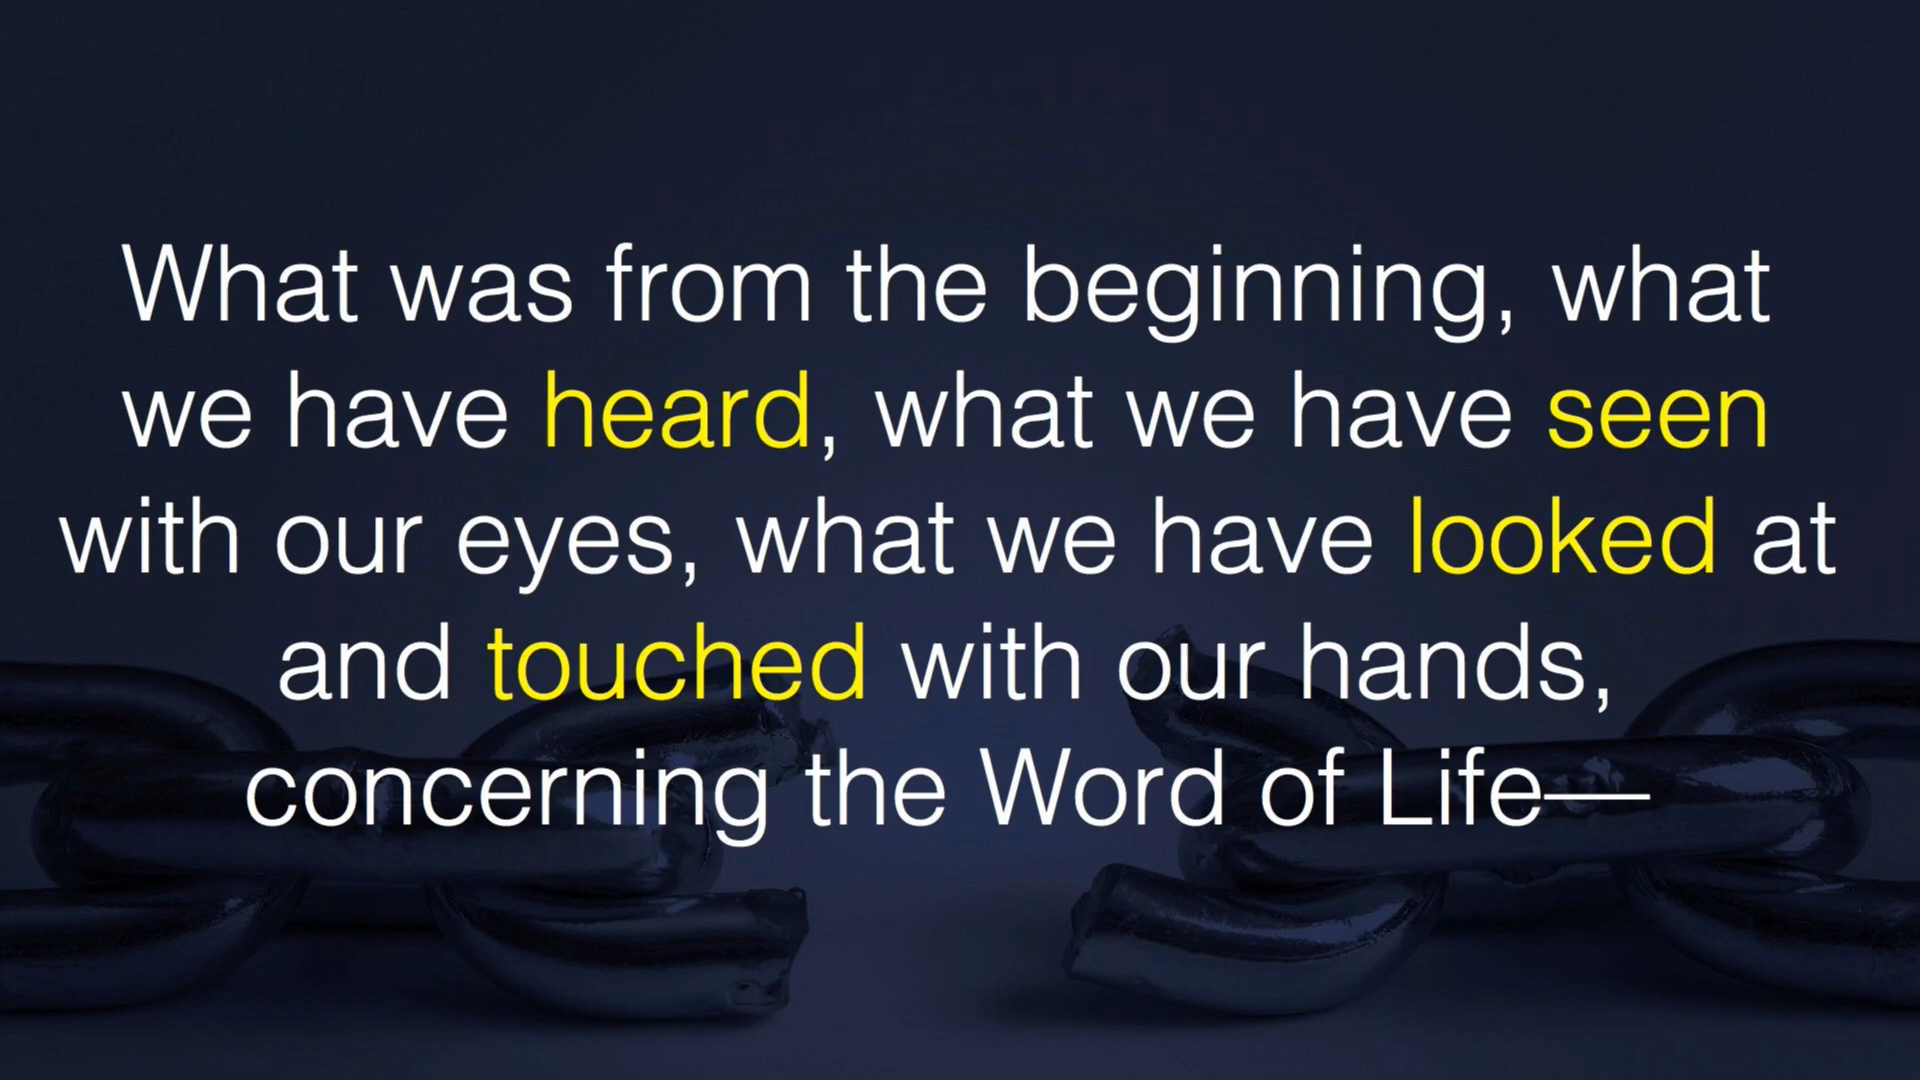 What was from the beginning, what
we have heard, what we have seen
with our eyes, what we have looked at
and touched with our hands,
concerning the Word of Life—